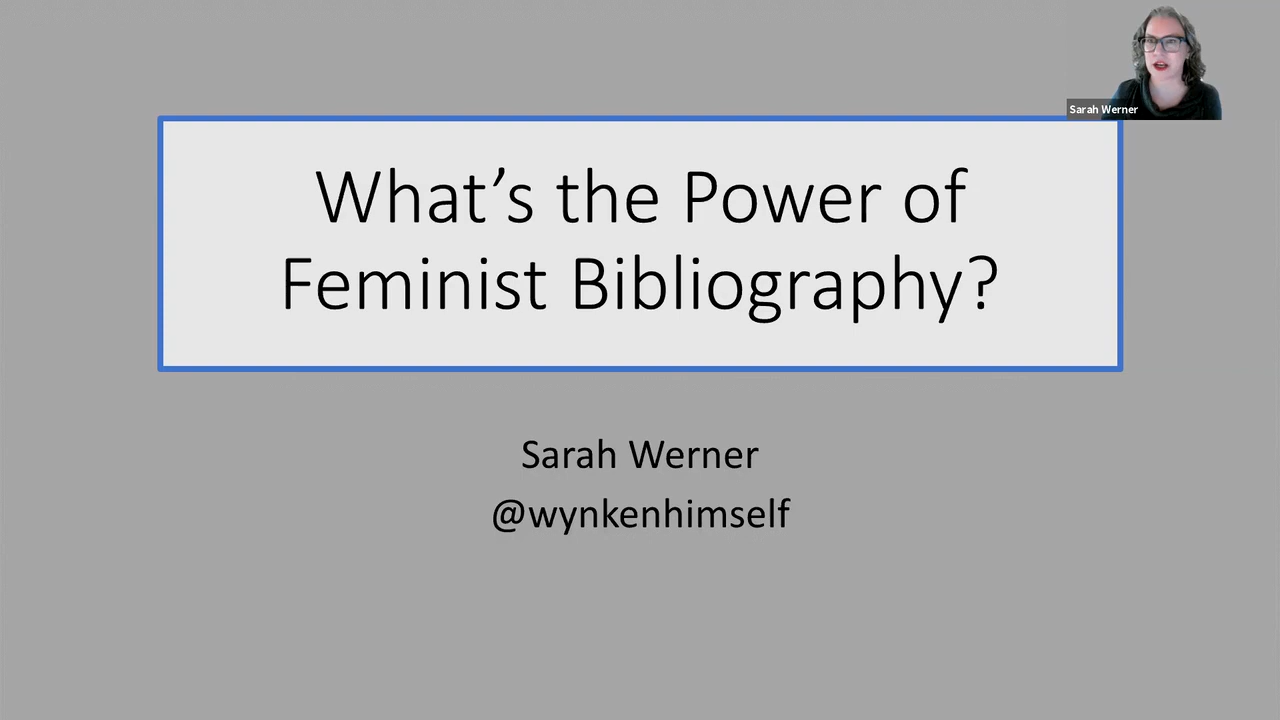 Sarah Werner
What’s the Power of
Feminist Bibliography?
Sarah Werner
@wynkenhimself